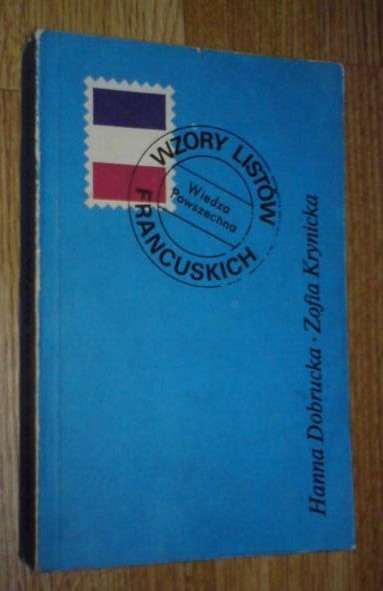 WZORY LISTÓW
Wiedza
Powszechna
FRANCUSKICH
Hanna Dobrucka · Zofia Krynicka